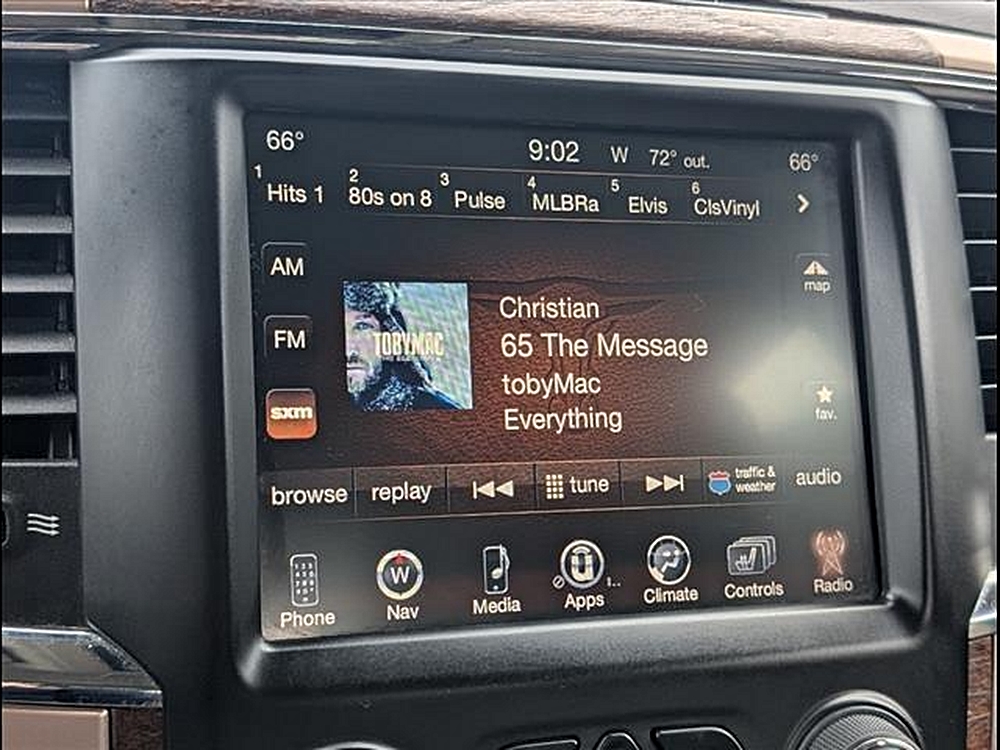 66° 9:02 W 72° out. 66°
1 Hits 1 2 80s on 8 3 Pulse 4 MLBRa 5 Elvis 6 ClsVinyl
AM
map
FM
TOBYMAC
Christian
65 The Message
tobyMac
Everything
sxm
fav.
browse replay tune traffic & weather audio
W
Phone Nav Media Apps 1.. Climate Controls Radio